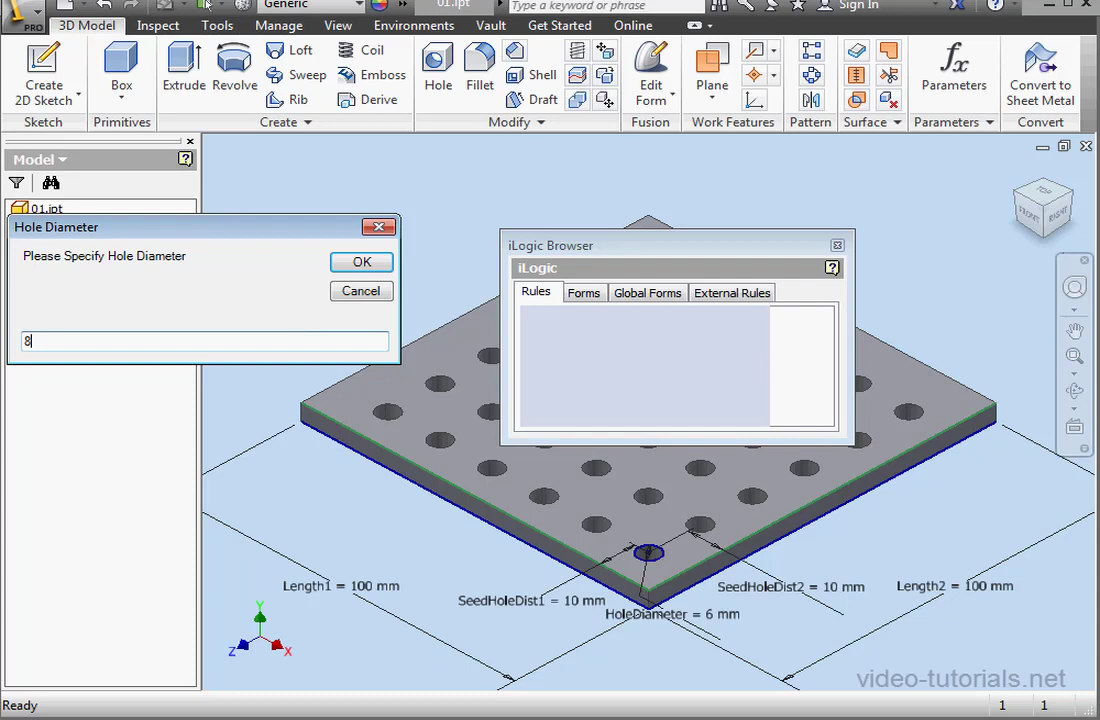 Generic
01.ipt
Type a keyword or phrase
Sign In
PRO
3D Model
Inspect
Tools
Manage
View
Environments
Vault
Get Started
Online
Create
2D Sketch
Box
Extrude
Revolve
Loft
Sweep
Rib
Coil
Emboss
Derive
Hole
Fillet
Shell
Draft
Edit
Form
Plane
Parameters
Convert to
Sheet Metal
Sketch
Primitives
Create
Modify
Fusion
Work Features
Pattern
Surface
Parameters
Convert
Model
01.ipt
Hole Diameter
Please Specify Hole Diameter
OK
Cancel
8
iLogic Browser
iLogic
Rules
Forms
Global Forms
External Rules
TOP
FRONT
RIGHT
Length1 = 100 mm
SeedHoleDist1 = 10 mm
HoleDiameter = 6 mm
SeedHoleDist2 = 10 mm
Length2 = 100 mm
Y
Z
X
video-tutorials.net
Ready
1
1